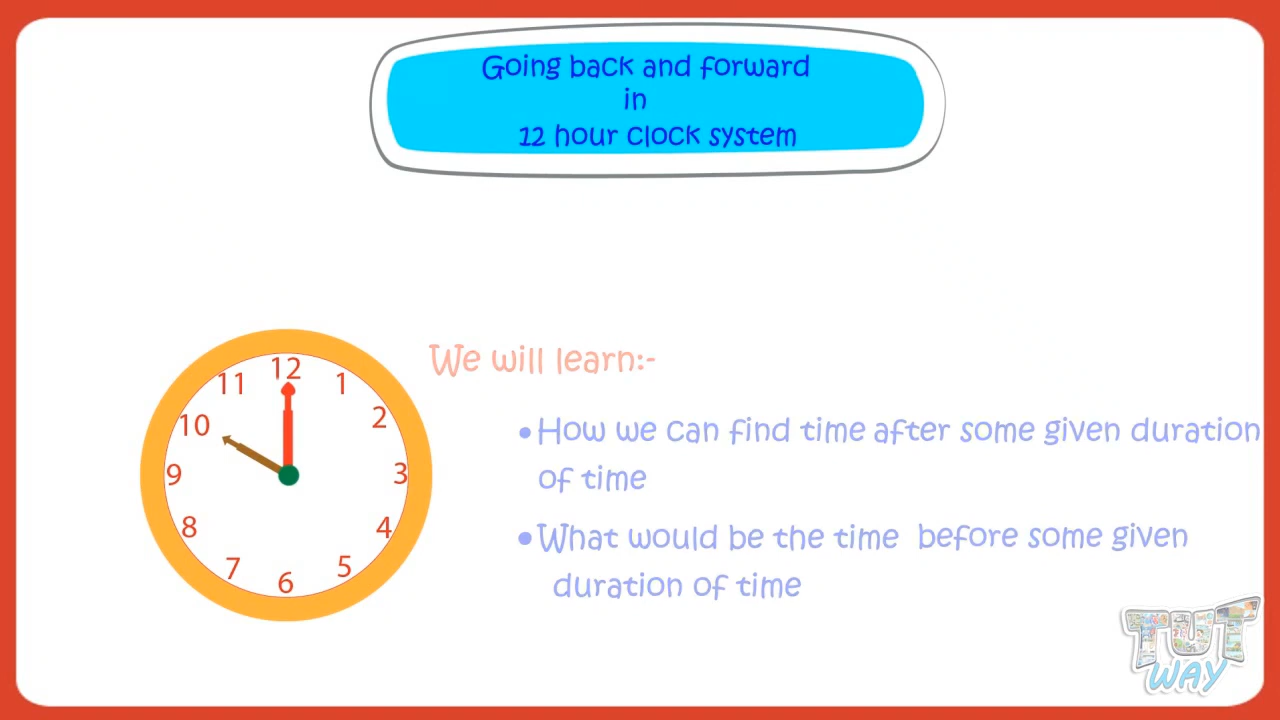 Going back and forward
in
12 hour clock system
12
11
1
10
2
9
3
8
4
7
5
6
We will learn:-
•How we can find time after some given duration
of time
•What would be the time before some given
duration of time
TUT
WAY